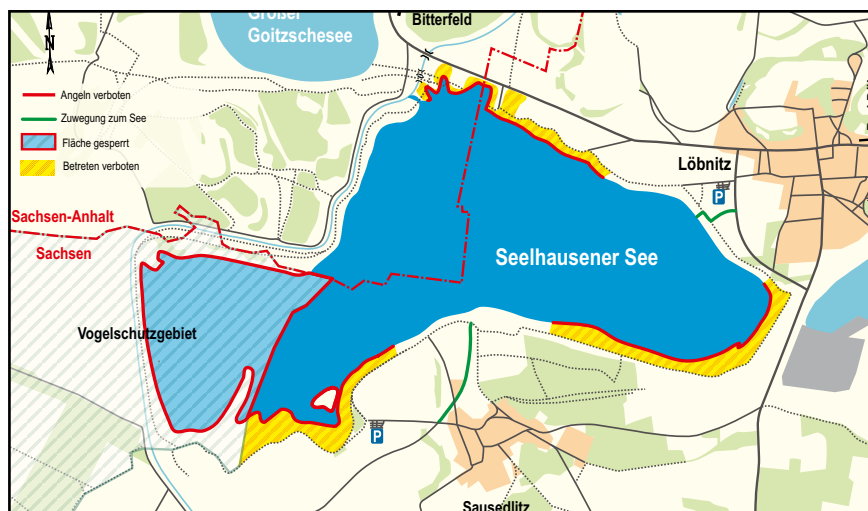 Großer
Goitzschesee
Bitterfeld
N
Angeln verboten
Zuwegung zum See
Fläche gesperrt
Betreten verboten
Löbnitz
P
Sachsen-Anhalt
Sachsen
Seelhausener See
Vogelschutzgebiet
P
Sausedlitz